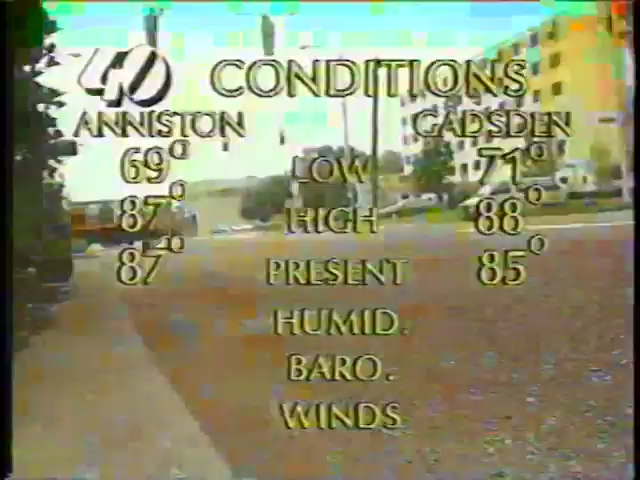 40 CONDITIONS
ANNISTON GADSDEN
69° LOW 71°
87° HIGH 88°
87° PRESENT 85°
HUMID.
BARO.
WINDS